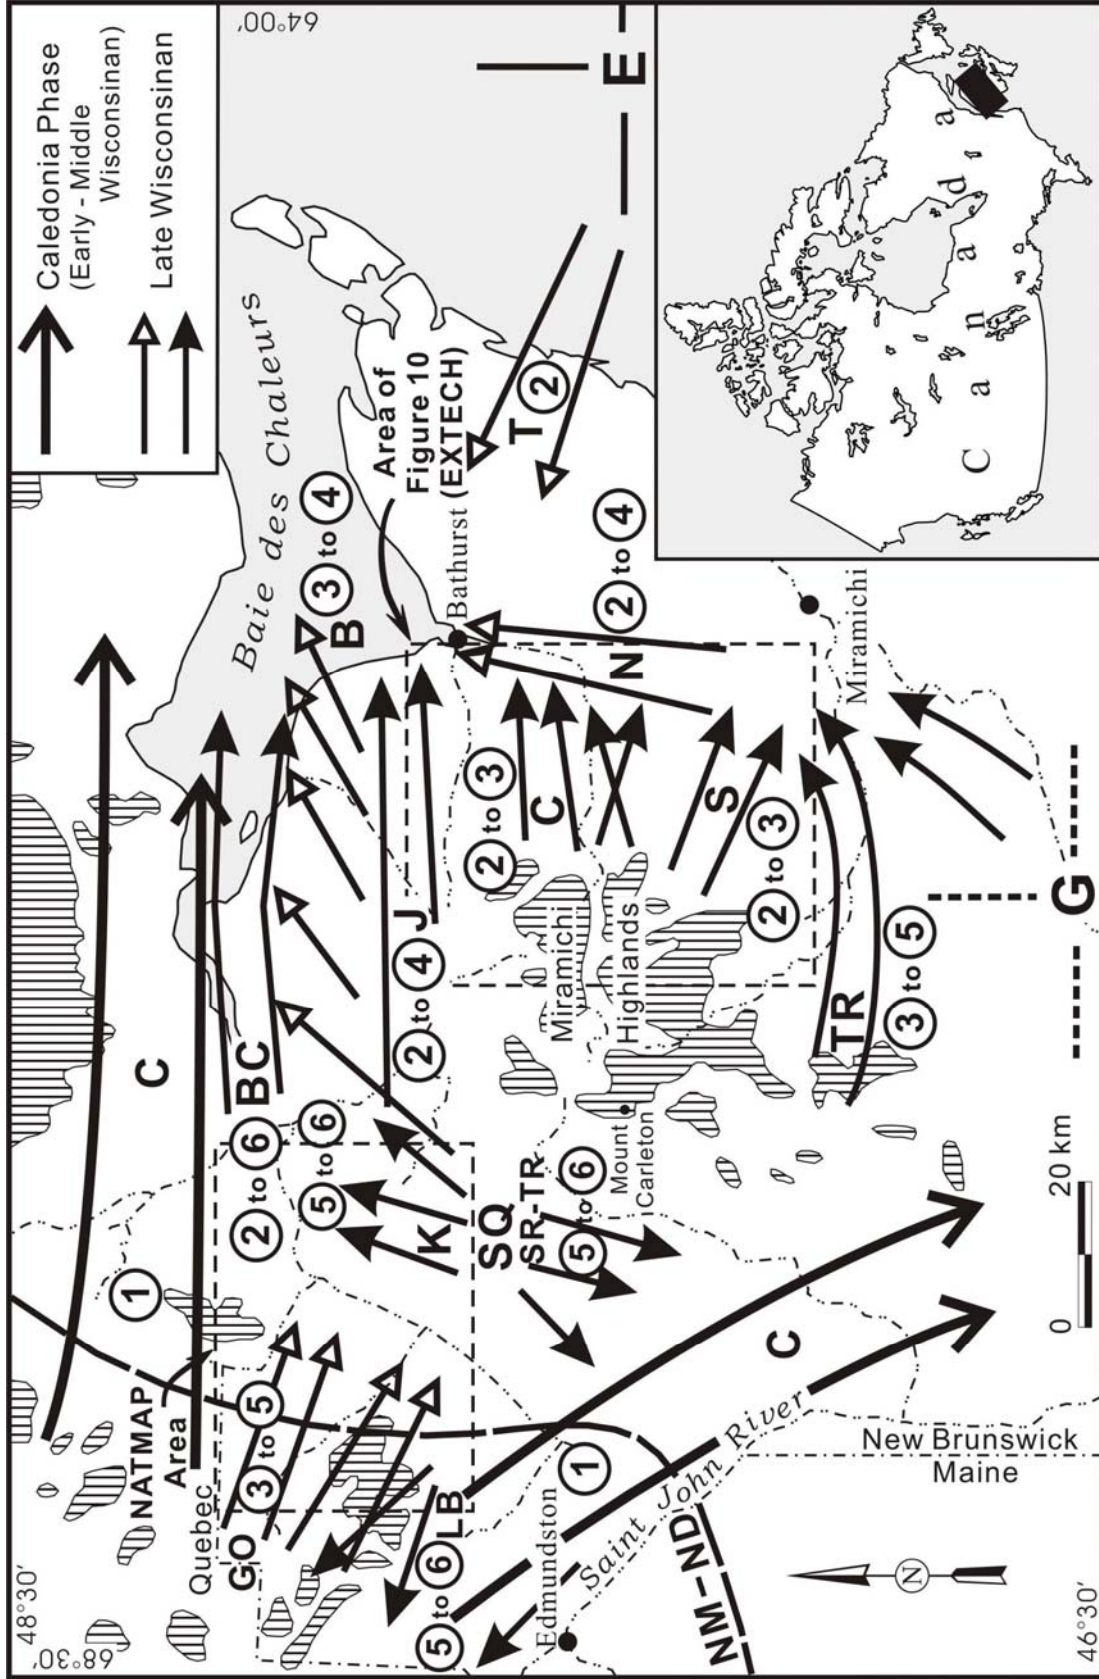 Caledonia Phase
(Early - Middle
Wisconsinan)
Late Wisconsinan
64°00'
48°30'
68°30'
46°30'
Baie des Chaleurs
NATMAP
Area
Quebec
1
C
BC
2 to 6
GO
3 to 5
5 to 6
K
J
2 to 4
B
3 to 4
Area of
Figure 10
(EXTECH)
Bathurst
T 2
E
C
2 to 3
N
2 to 4
S
2 to 3
Miramichi
Highlands
Mount
Carleton
SQ
SR-TR
5 to 6
LB
5 to 6
1
C
Edmundston
Saint John River
NM - ND
New Brunswick
Maine
TR
3 to 5
G
Miramichi
N
0 20 km
Canada